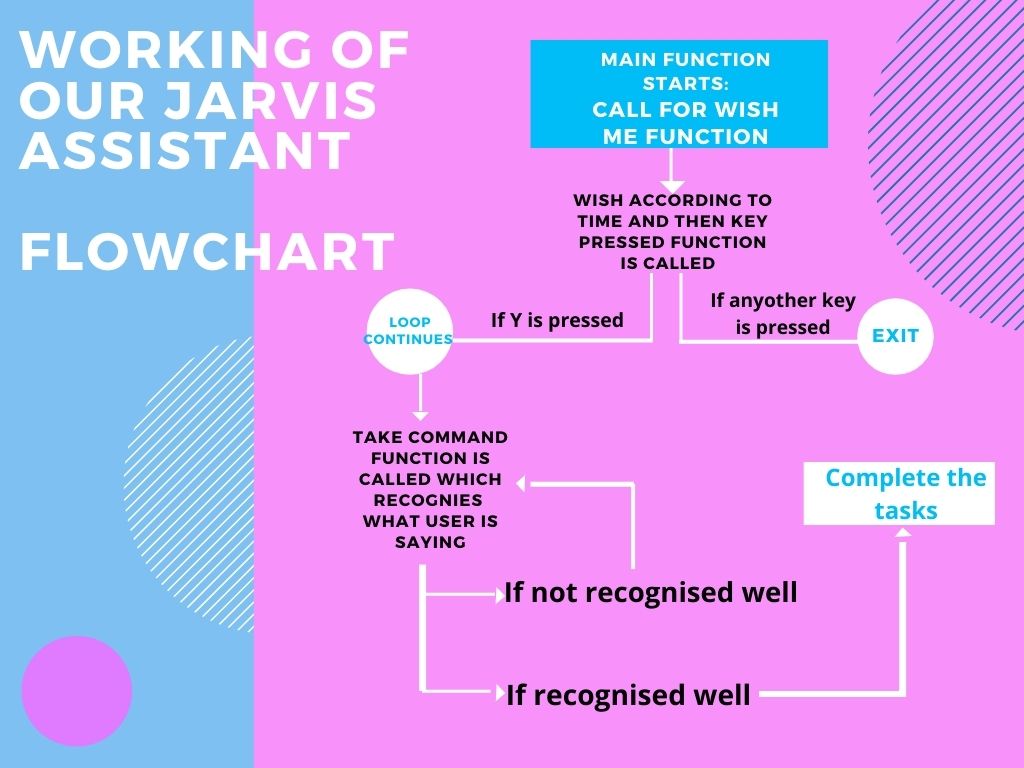 WORKING OF
OUR JARVIS
ASSISTANT
FLOWCHART
MAIN FUNCTION
STARTS:
CALL FOR WISH
ME FUNCTION
WISH ACCORDING TO
TIME AND THEN KEY
PRESSED FUNCTION
IS CALLED
If Y is pressed
If anyother key
is pressed
LOOP
CONTINUES
EXIT
TAKE COMMAND
FUNCTION IS
CALLED WHICH
RECOGNIES
WHAT USER IS
SAYING
Complete the
tasks
If not recognised well
If recognised well